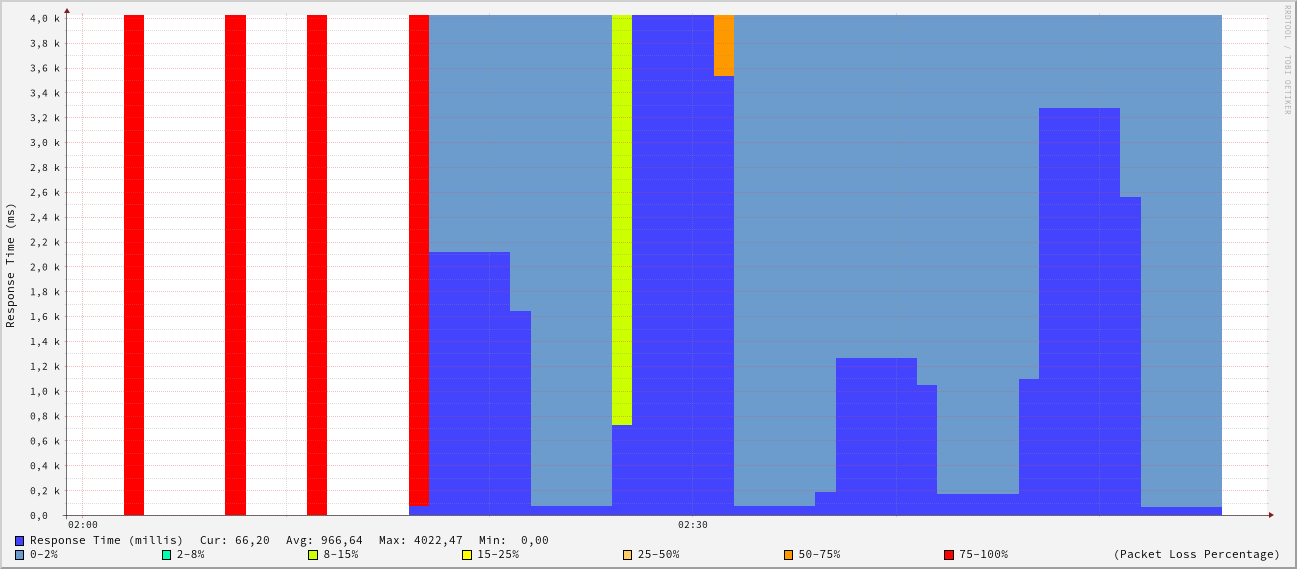 4,0 k
3,8 k
3,6 k
3,4 k
3,2 k
3,0 k
2,8 k
2,6 k
2,4 k
2,2 k
2,0 k
1,8 k
1,6 k
1,4 k
1,2 k
1,0 k
0,8 k
0,6 k
0,4 k
0,2 k
0,0
Response Time (ms)
RRDTOOL / TOBI OETIKER
02:00 02:30
Response Time (millis) Cur: 66,20 Avg: 966,64 Max: 4022,47 Min: 0,00
0-2% 2-8% 8-15% 15-25% 25-50% 50-75% 75-100% (Packet Loss Percentage)